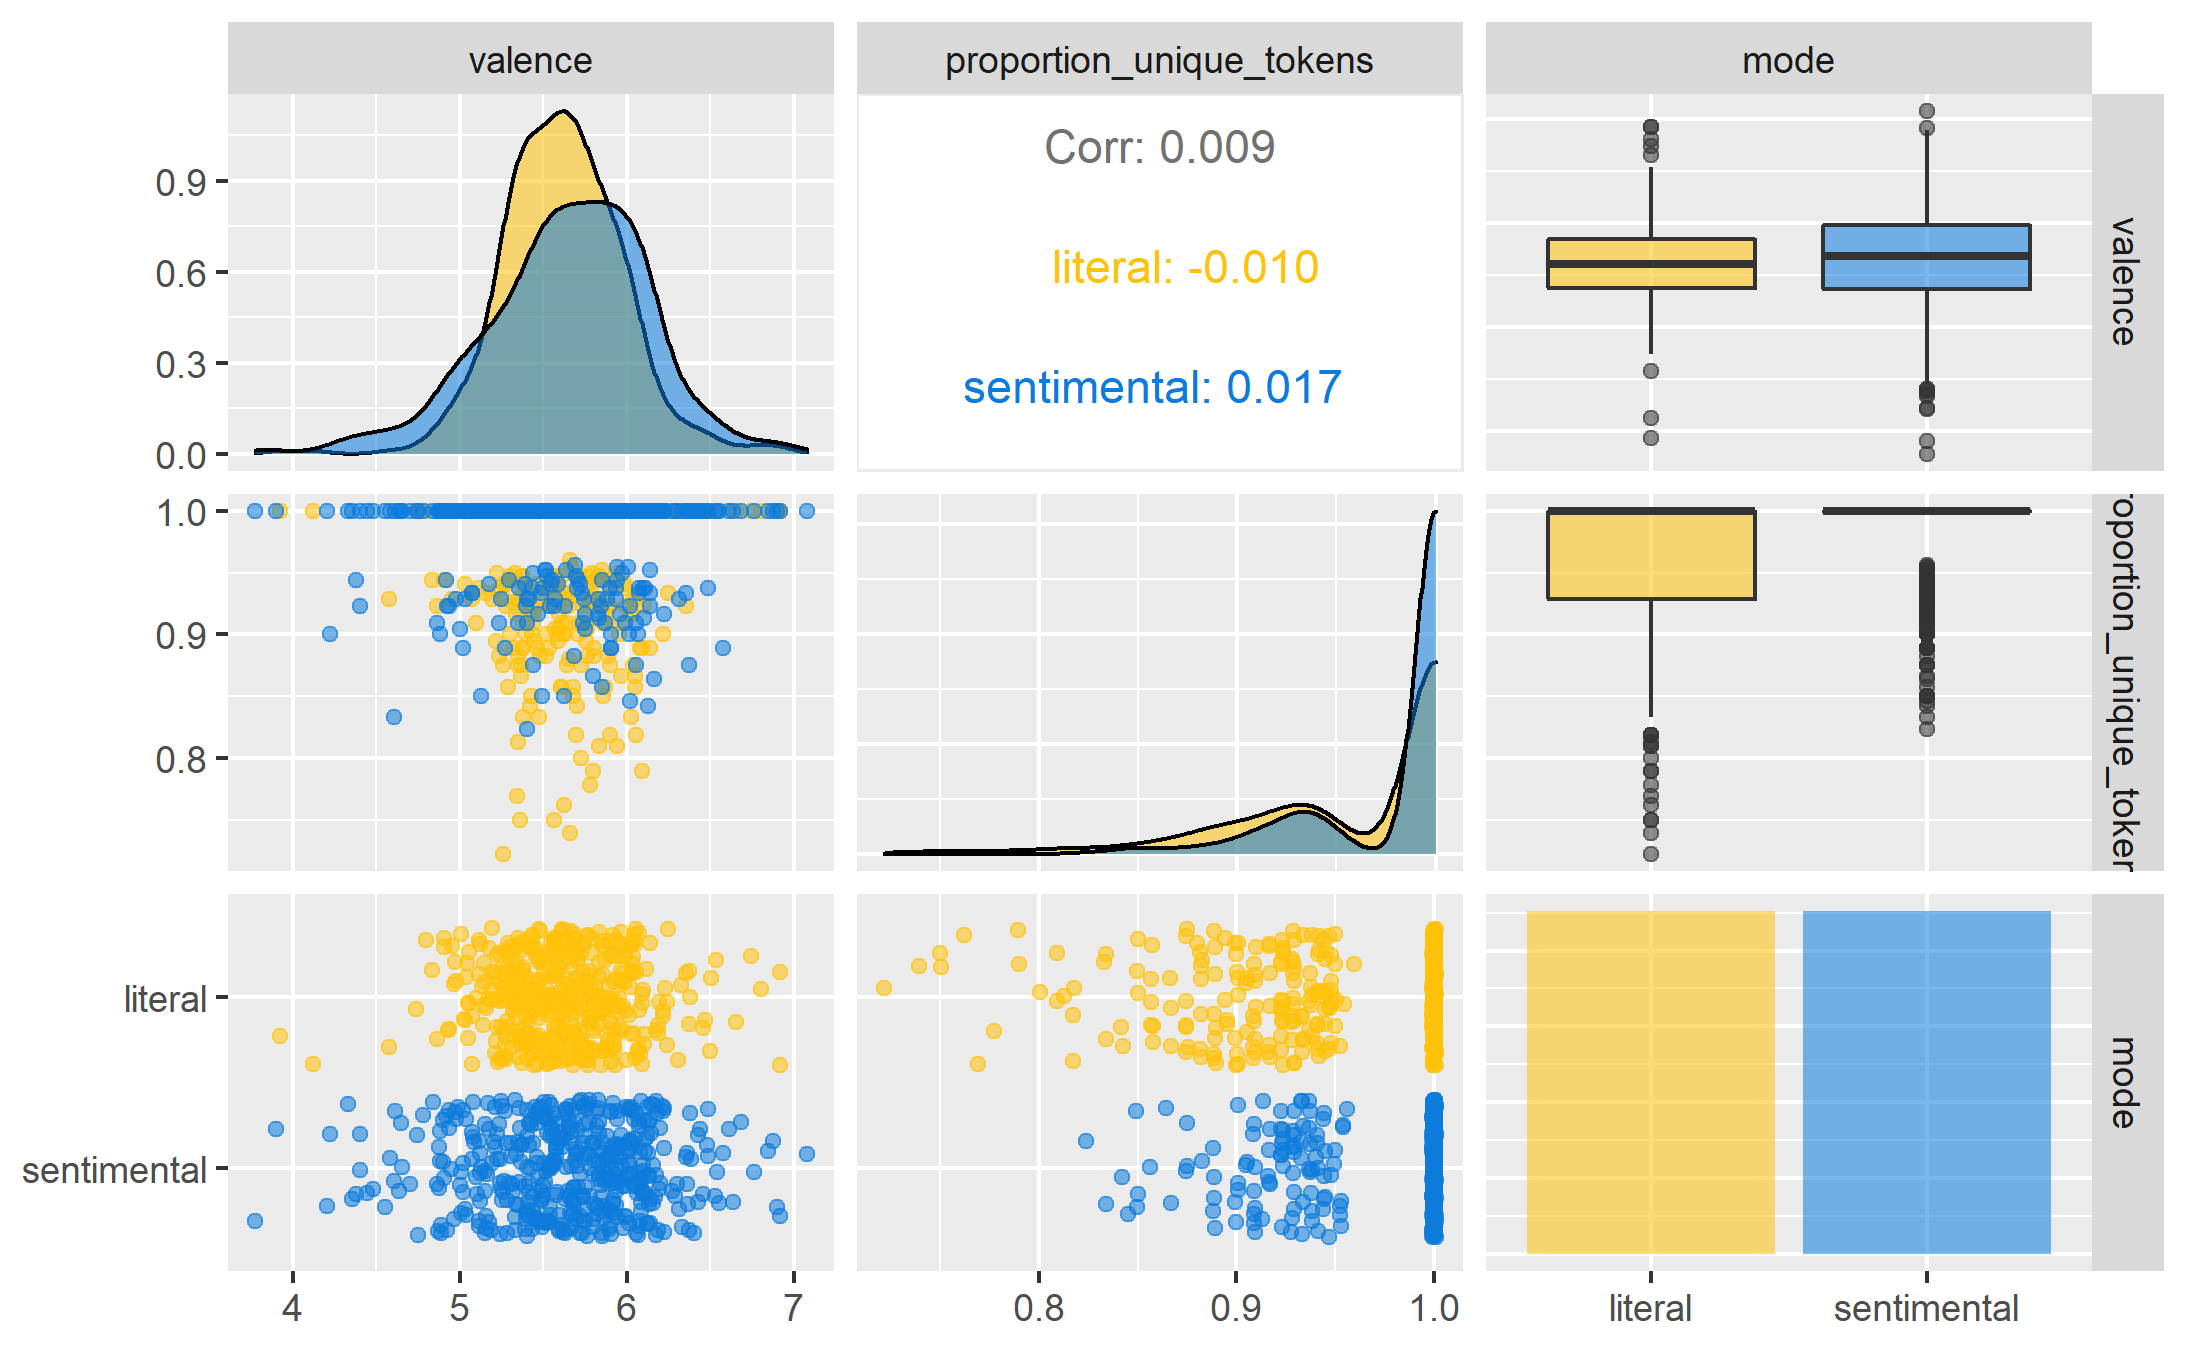 valence
proportion_unique_tokens
mode
0.9
0.6
0.3
0.0
Corr: 0.009
literal: -0.010
sentimental: 0.017
valence
1.0
0.9
0.8
roportion_unique_token
literal
sentimental
mode
4
5
6
7
0.8
0.9
1.0
literal
sentimental